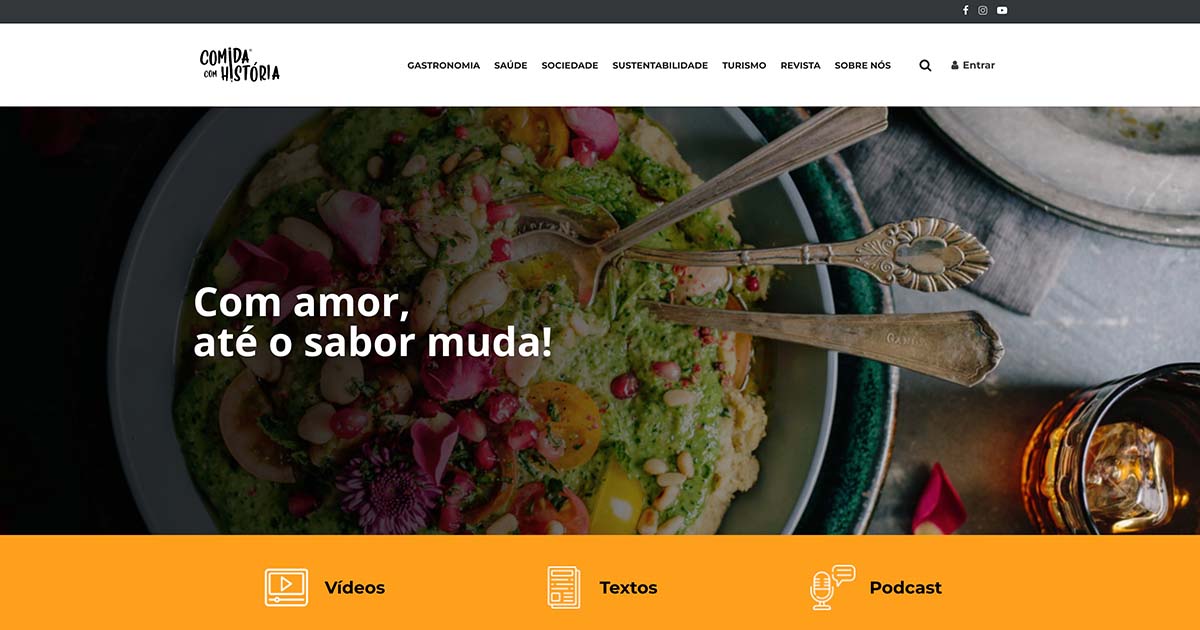 COMIDA
COM HISTÓRIA
GASTRONOMIA SAÚDE SOCIEDADE SUSTENTABILIDADE TURISMO REVISTA SOBRE NÓS Entrar
Com amor,
até o sabor muda!
Vídeos Textos Podcast